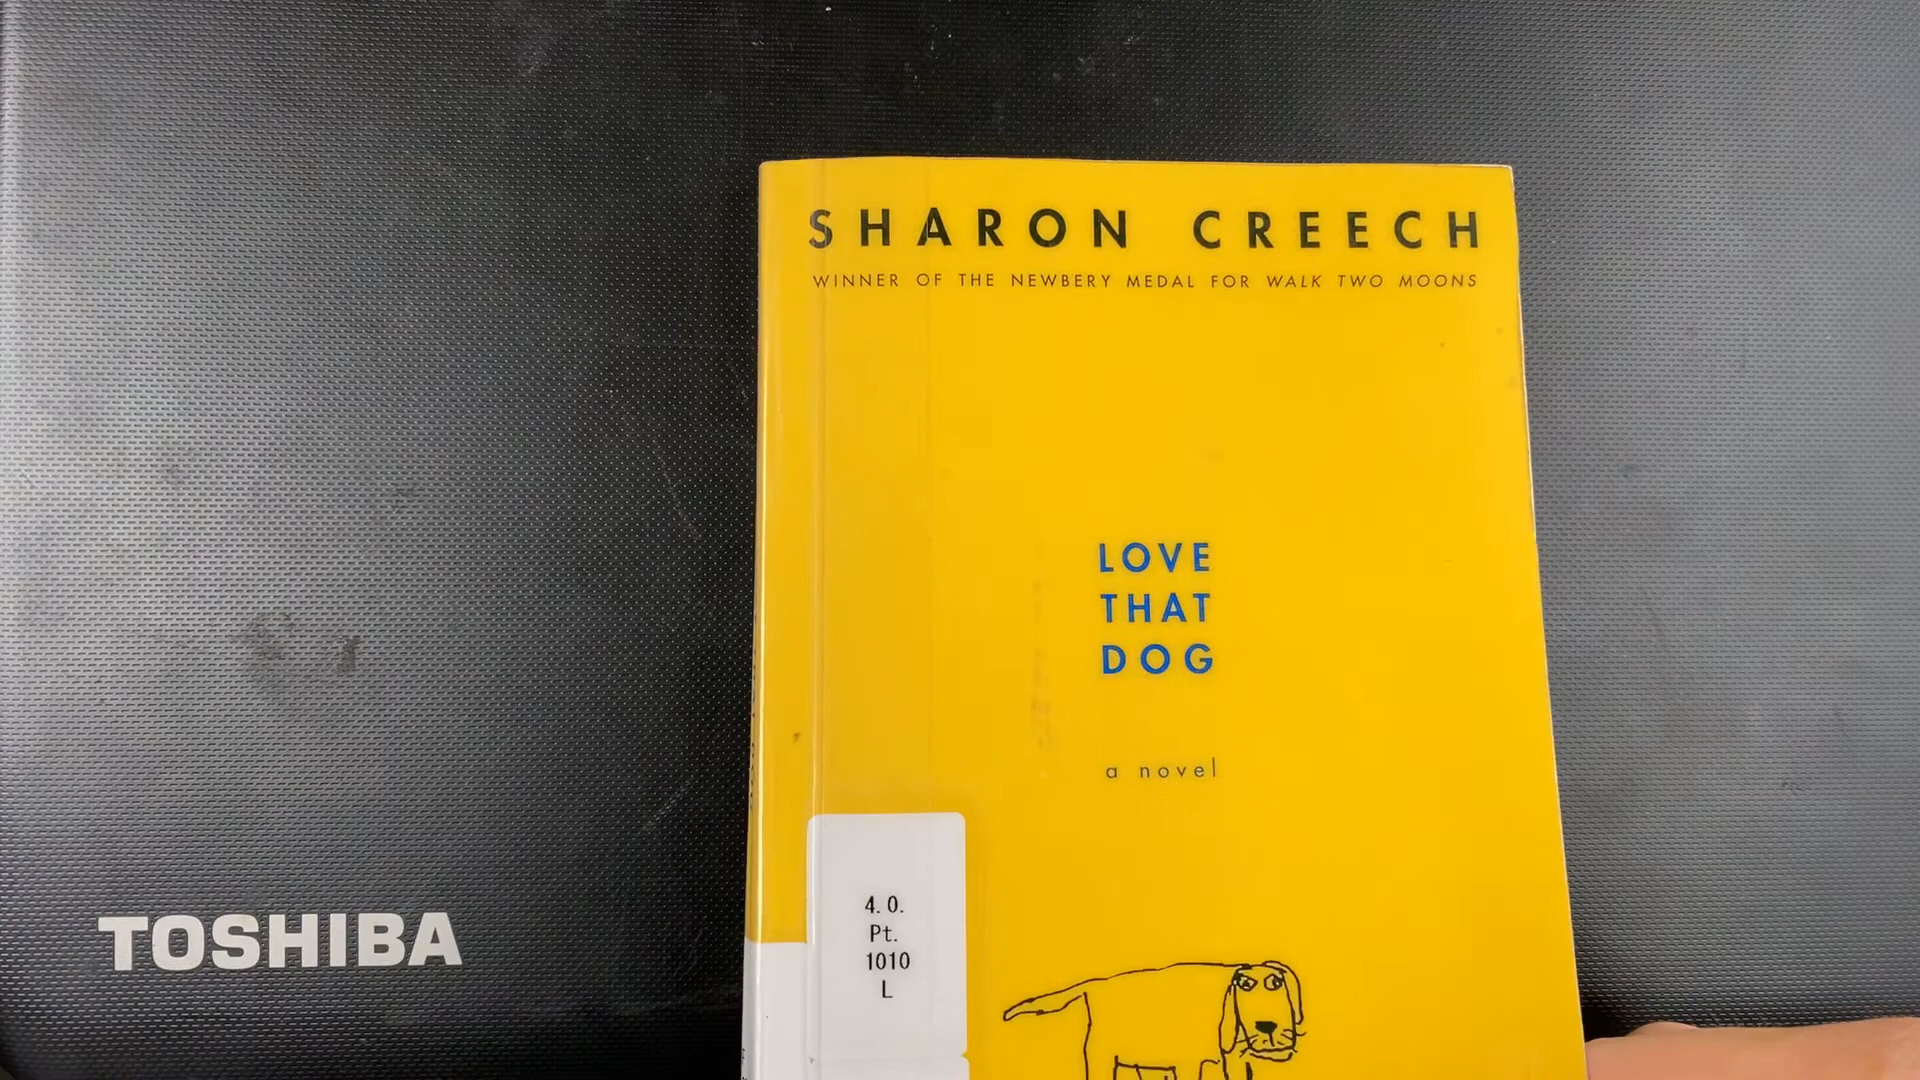 SHARON CREECH
WINNER OF THE NEWBERY MEDAL FOR WALK TWO MOONS
LOVE
THAT
DOG
a novel
4.0.
Pt.
1010
L
TOSHIBA